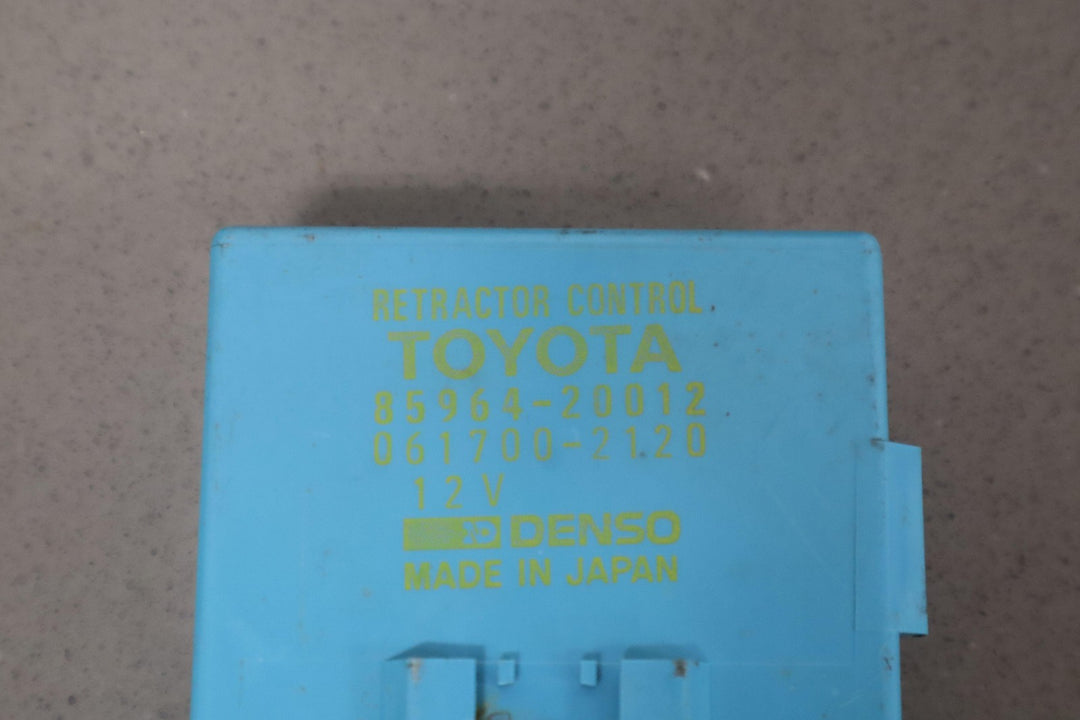 RETRACTOR CONTROL
TOYOTA
85964-20012
061700-2120
12V
DENSO
MADE IN JAPAN